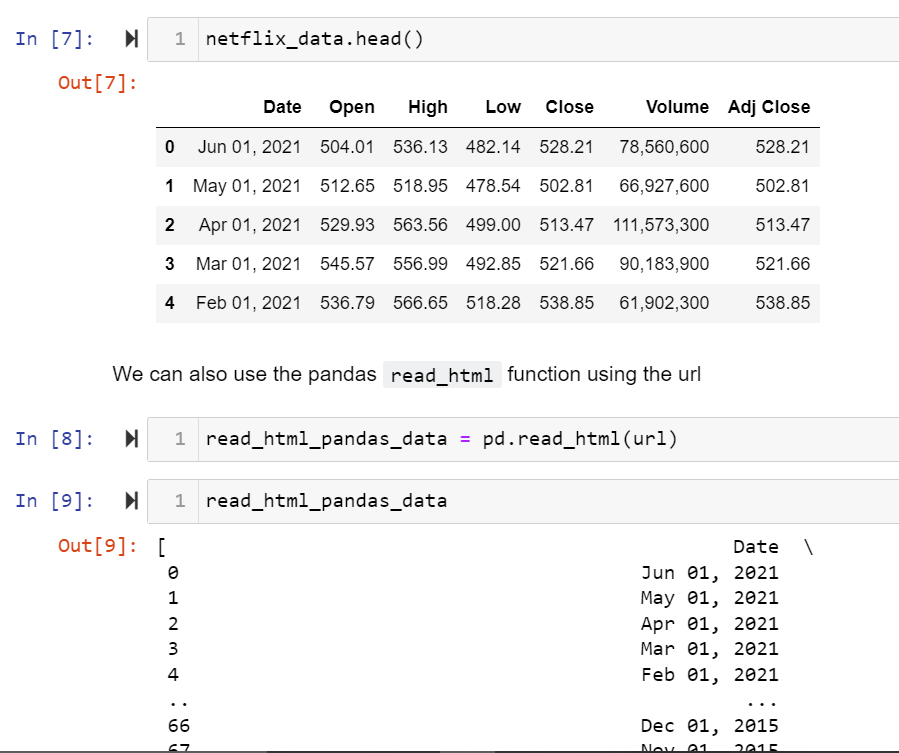 In [7]: 1 netflix_data.head()
Out[7]:
Date Open High Low Close Volume Adj Close
0 Jun 01, 2021 504.01 536.13 482.14 528.21 78,560,600 528.21
1 May 01, 2021 512.65 518.95 478.54 502.81 66,927,600 502.81
2 Apr 01, 2021 529.93 563.56 499.00 513.47 111,573,300 513.47
3 Mar 01, 2021 545.57 556.99 492.85 521.66 90,183,900 521.66
4 Feb 01, 2021 536.79 566.65 518.28 538.85 61,902,300 538.85
We can also use the pandas read_html function using the url
In [8]: 1 read_html_pandas_data = pd.read_html(url)
In [9]: 1 read_html_pandas_data
Out[9]: [ Date \
0 Jun 01, 2021
1 May 01, 2021
2 Apr 01, 2021
3 Mar 01, 2021
4 Feb 01, 2021
.. ...
66 Dec 01, 2015
67 Nov 01, 2015